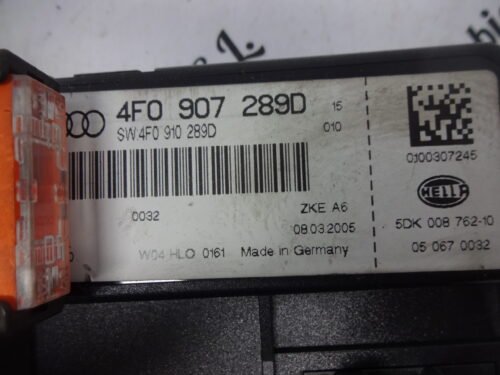 4F0 907 289D 15
SW:4F0 910 289D 010
0100307245
HELLA
0032 ZKE A6
08.03.2005
5DK 008 762-10
W04 HLO 0161 Made in Germany
05 067 0032